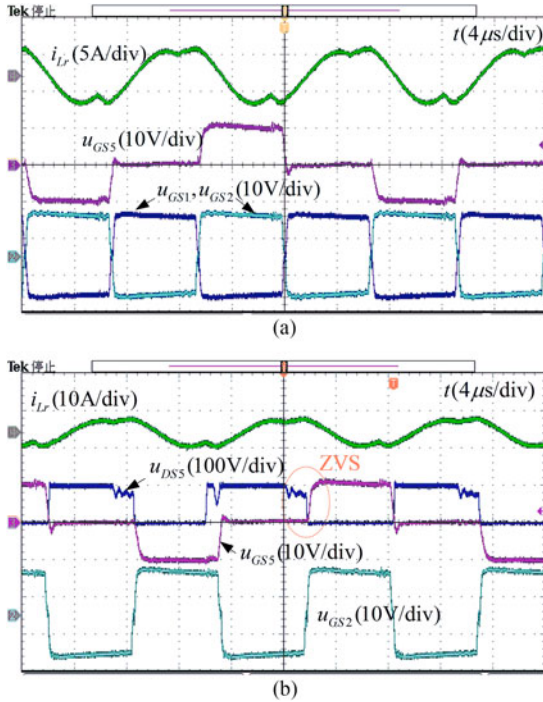 Tek 停止
i_Lr (5A/div)
t(4μs/div)
u_GS5 (10V/div)
u_GS1, u_GS2 (10V/div)
(a)
Tek 停止
i_Lr (10A/div)
t(4μs/div)
u_DS5 (100V/div)
ZVS
u_GS5 (10V/div)
u_GS2 (10V/div)
(b)